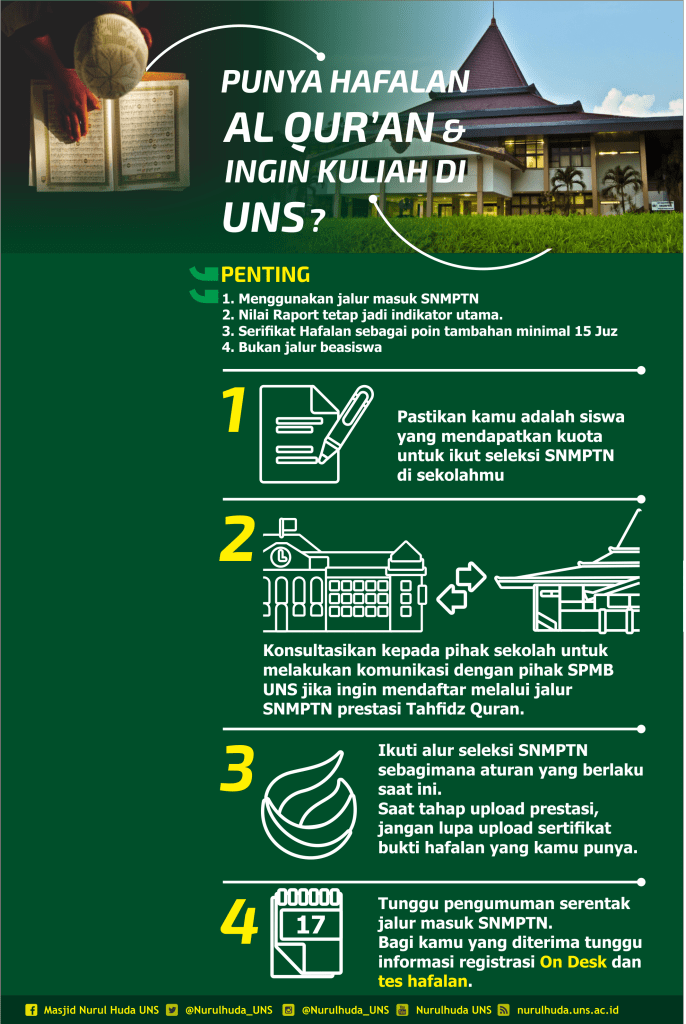 PUNYA HAFALAN
AL QUR'AN &
INGIN KULIAH DI
UNS ?
PENTING
1. Menggunakan jalur masuk SNMPTN
2. Nilai Raport tetap jadi indikator utama.
3. Serifikat Hafalan sebagai poin tambahan minimal 15 Juz
4. Bukan jalur beasiswa
1
Pastikan kamu adalah siswa
yang mendapatkan kuota
untuk ikut seleksi SNMPTN
di sekolahmu
2
Konsultasikan kepada pihak sekolah untuk
melakukan komunikasi dengan pihak SPMB
UNS jika ingin mendaftar melalui jalur
SNMPTN prestasi Tahfidz Quran.
3
Ikuti alur seleksi SNMPTN
sebagimana aturan yang berlaku
saat ini.
Saat tahap upload prestasi,
jangan lupa upload sertifikat
bukti hafalan yang kamu punya.
4
17
Tunggu pengumuman serentak
jalur masuk SNMPTN.
Bagi kamu yang diterima tunggu
informasi registrasi On Desk dan
tes hafalan.
Masjid Nurul Huda UNS @Nurulhuda_UNS @Nurulhuda_UNS Nurulhuda UNS nurulhuda.uns.ac.id